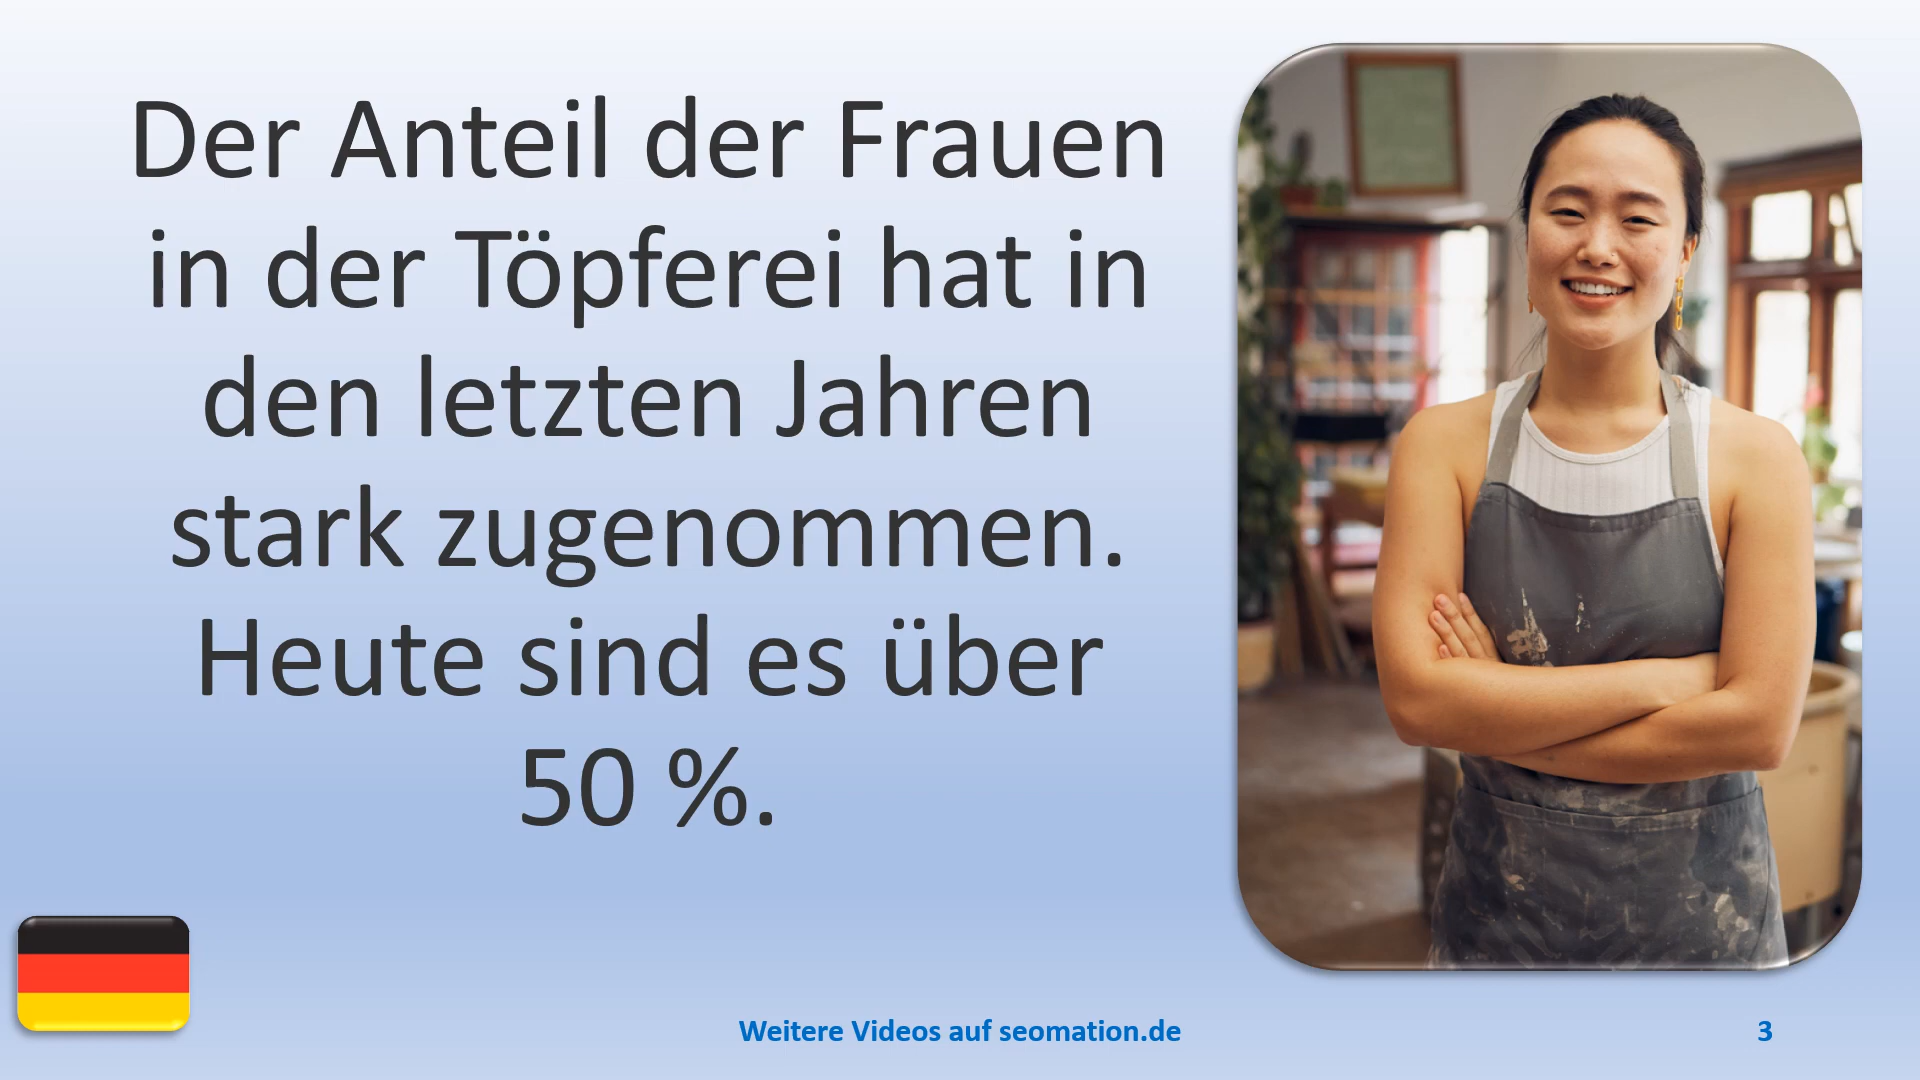 Der Anteil der Frauen
in der Töpferei hat in
den letzten Jahren
stark zugenommen.
Heute sind es über
50 %.
Weitere Videos auf seomation.de
3